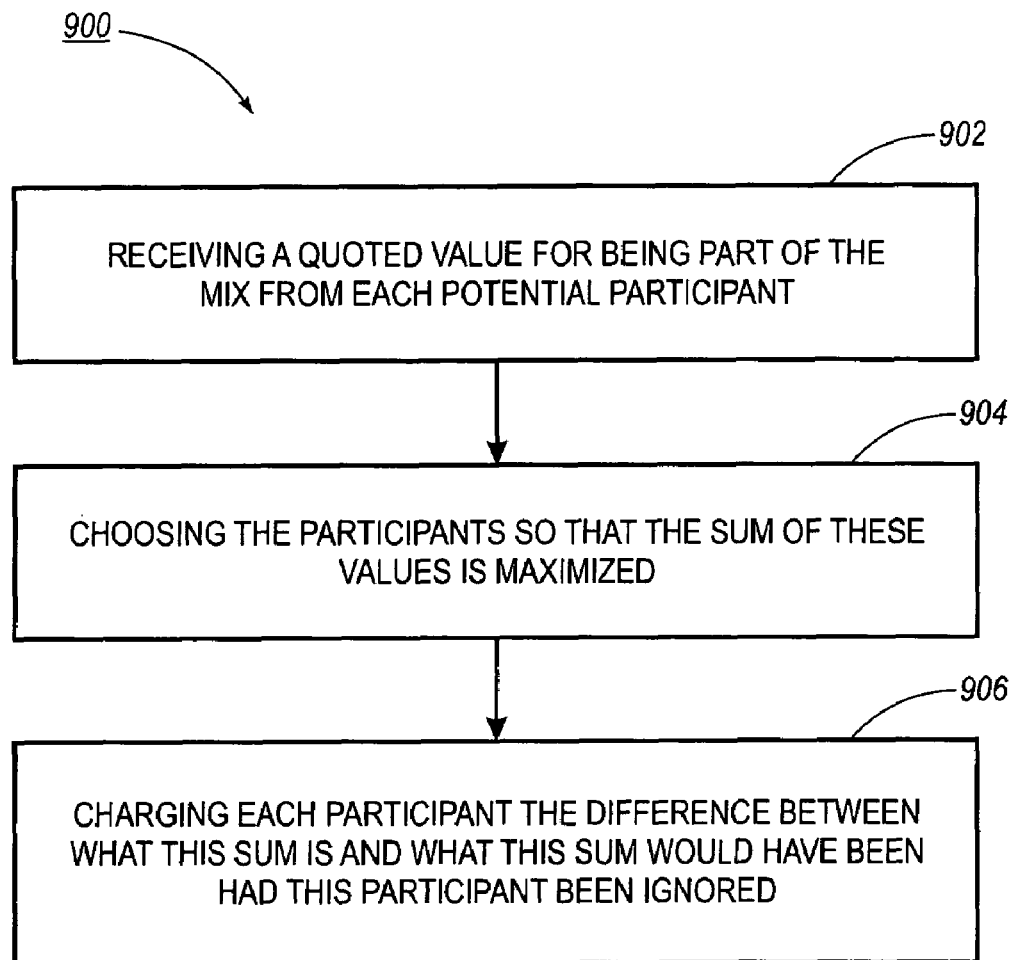 900
902
RECEIVING A QUOTED VALUE FOR BEING PART OF THE
MIX FROM EACH POTENTIAL PARTICIPANT
904
CHOOSING THE PARTICIPANTS SO THAT THE SUM OF THESE
VALUES IS MAXIMIZED
906
CHARGING EACH PARTICIPANT THE DIFFERENCE BETWEEN
WHAT THIS SUM IS AND WHAT THIS SUM WOULD HAVE BEEN
HAD THIS PARTICIPANT BEEN IGNORED